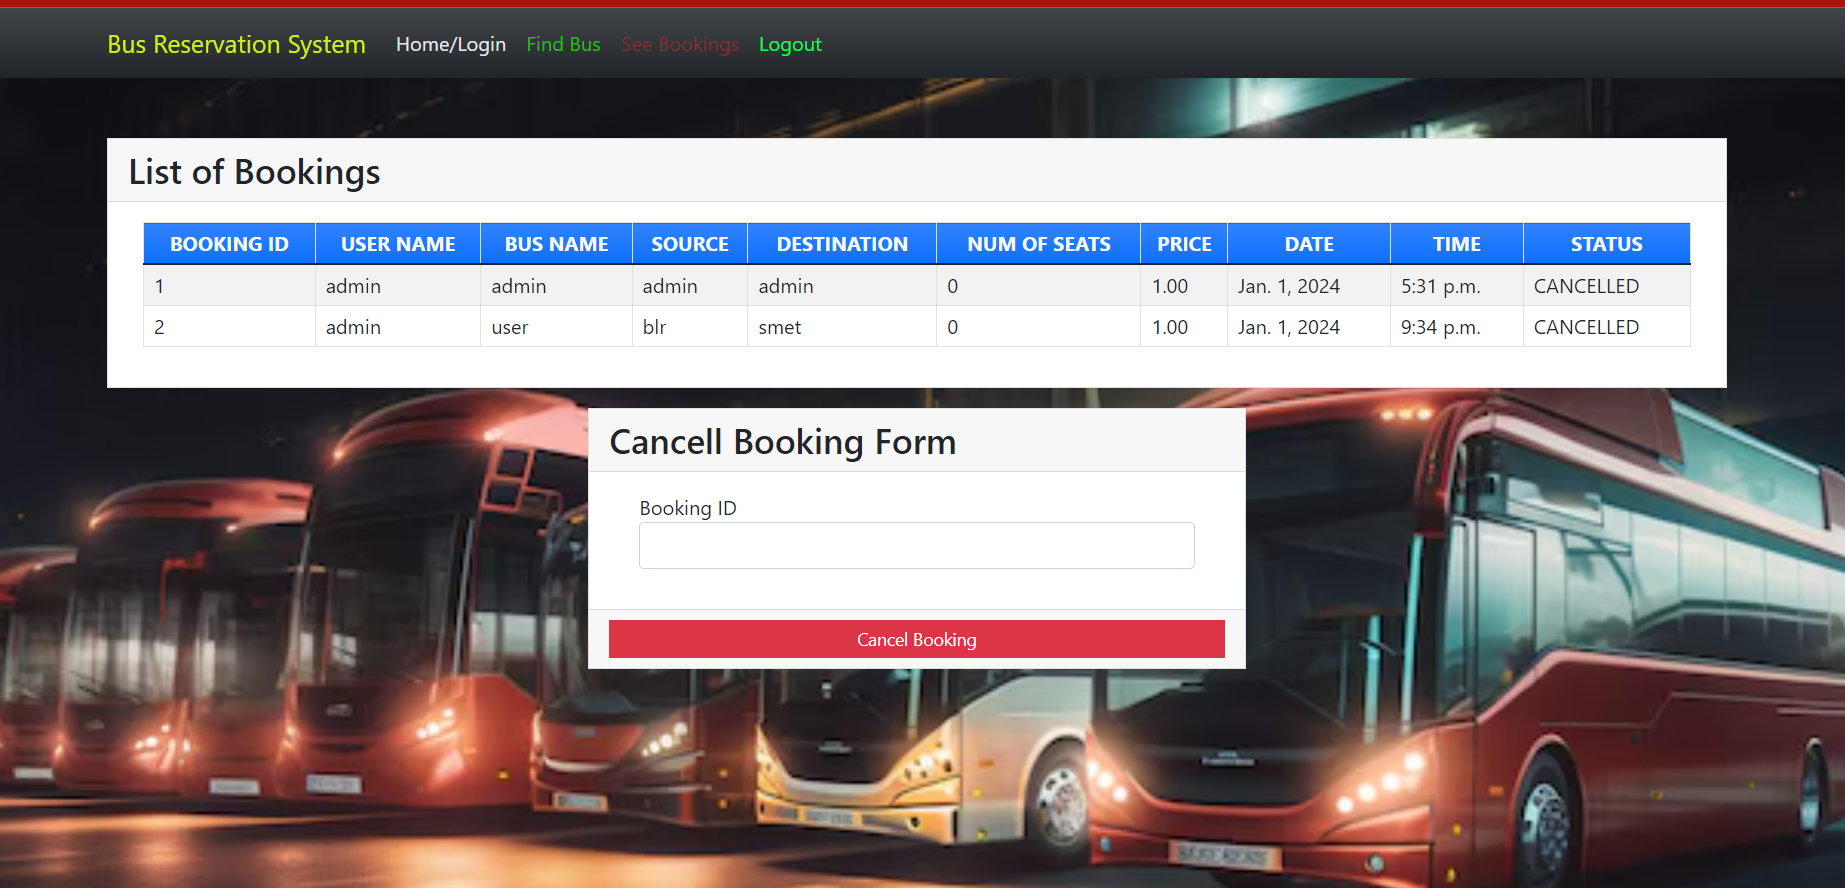 Bus Reservation System Home/Login Find Bus See Bookings Logout
List of Bookings
BOOKING ID USER NAME BUS NAME SOURCE DESTINATION NUM OF SEATS PRICE DATE TIME STATUS
1 admin admin admin admin 0 1.00 Jan. 1, 2024 5:31 p.m. CANCELLED
2 admin user blr smet 0 1.00 Jan. 1, 2024 9:34 p.m. CANCELLED
Cancell Booking Form
Booking ID
Cancel Booking